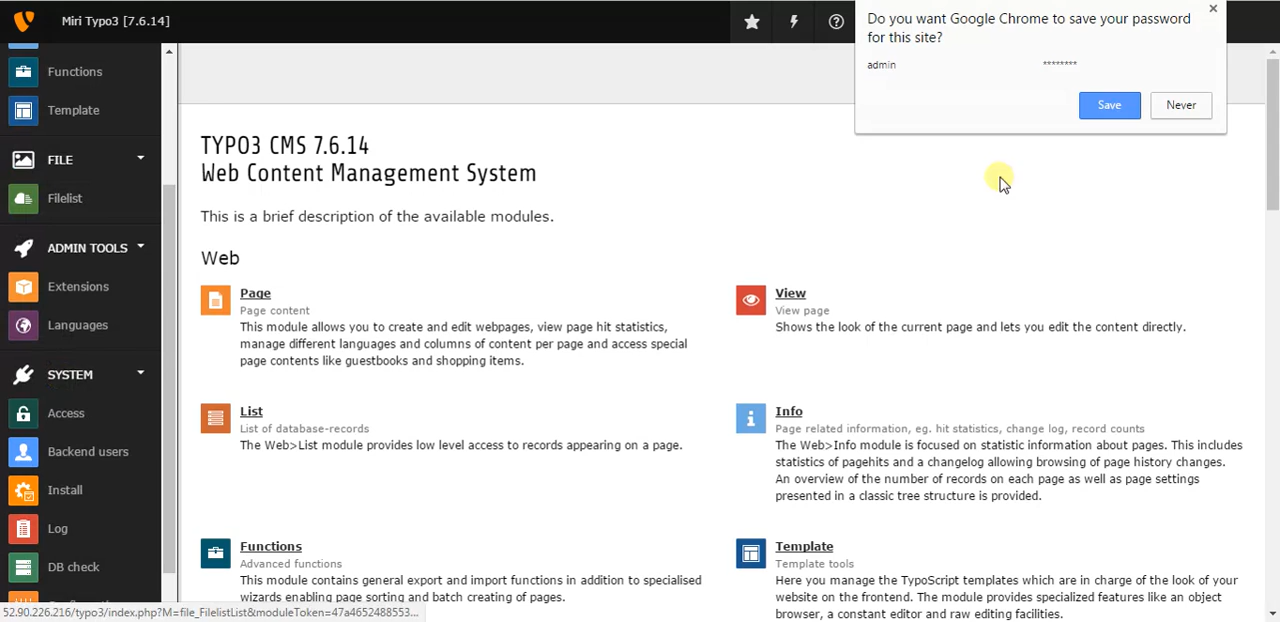 Miri Typo3 [7.6.14]
Do you want Google Chrome to save your password
for this site?
admin ********
Save Never
Functions
Template
FILE
Filelist
ADMIN TOOLS
Extensions
Languages
SYSTEM
Access
Backend users
Install
Log
DB check
TYPO3 CMS 7.6.14
Web Content Management System
This is a brief description of the available modules.
Web
Page
Page content
This module allows you to create and edit webpages, view page hit statistics,
manage different languages and columns of content per page and access special
page contents like guestbooks and shopping items.
View
View page
Shows the look of the current page and lets you edit the content directly.
List
List of database-records
The Web>List module provides low level access to records appearing on a page.
Info
Page related information, eg. hit statistics, change log, record counts
The Web>Info module is focused on statistic information about pages. This includes
statistics of pagehits and a changelog allowing browsing of page history changes.
An overview of the number of records on each page as well as page settings
presented in a classic tree structure is provided.
Functions
Advanced functions
This module contains general export and import functions in addition to specialised
wizards enabling page sorting and batch creating of pages.
Template
Template tools
Here you manage the TypoScript templates which are in charge of the look of your
website on the frontend. The module provides specialized features like an object
browser, a constant editor and raw editing facilities.
52.90.226.216/typo3/index.php?M=file_FilelistList&moduleToken=47a4652488553...